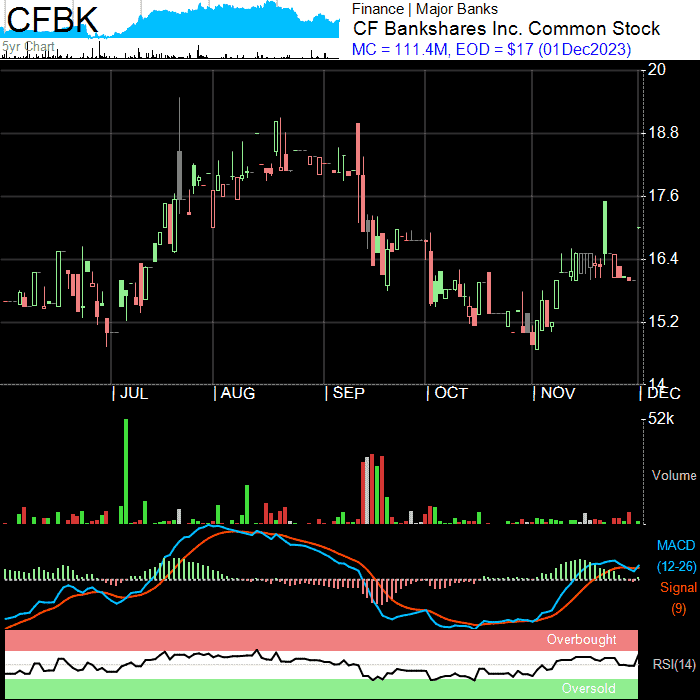 CFBK
5yr Chart
Finance | Major Banks
CF Bankshares Inc. Common Stock
MC = 111.4M, EOD = $17 (01Dec2023)
20
18.8
17.6
16.4
15.2
14
| JUL
| AUG
| SEP
| OCT
| NOV
| DEC
52k
Volume
MACD
(12-26)
Signal
(9)
Overbought
RSI(14)
Oversold